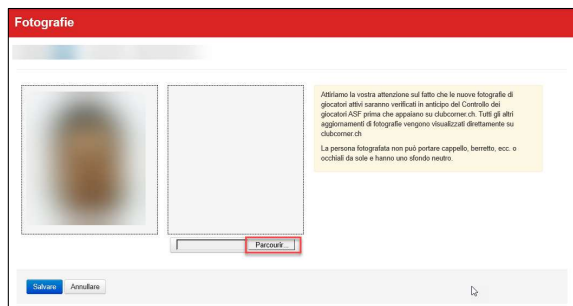 Fotografie
Attiriamo la vostra attenzione sul fatto che le nuove fotografie di
giocatori attivi saranno verificati in anticipo del Controllo dei
giocatori ASF prima che appaiano su clubcorner.ch. Tutti gli altri
aggiornamenti di fotografie vengono visualizzati direttamente su
clubcorner.ch
La persona fotografata non può portare cappello, berretto, ecc. o
occhiali da sole e hanno uno sfondo neutro.
Parcourir...
Salvare Annullare